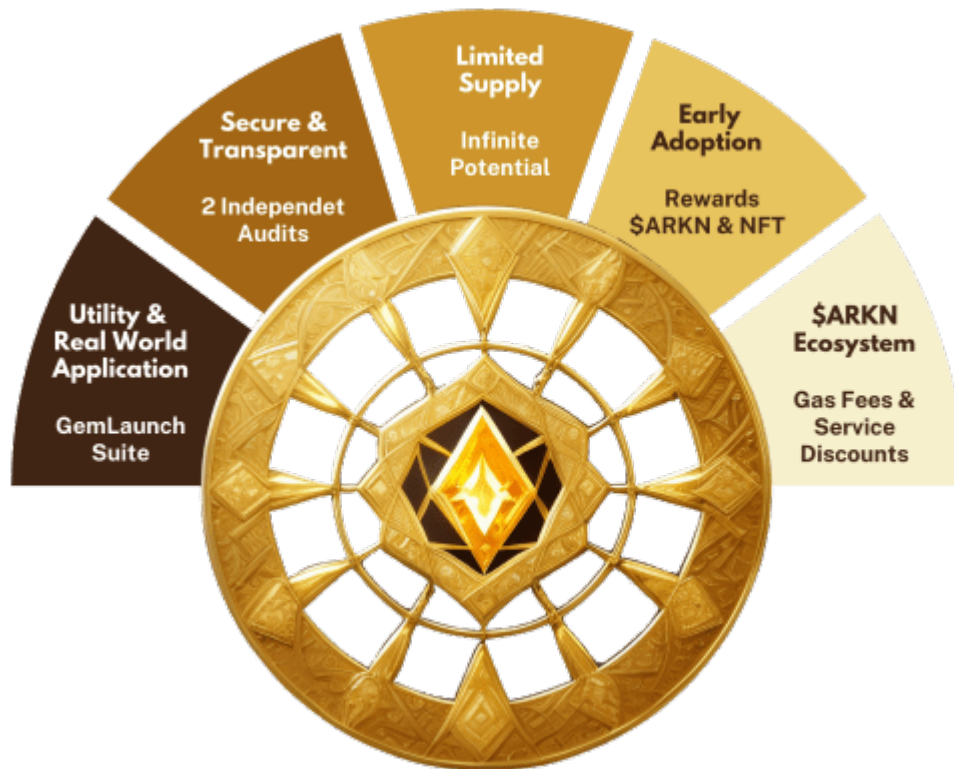 Utility &
Real World
Application
GemLaunch
Suite
Secure &
Transparent
2 Independet
Audits
Limited
Supply
Infinite
Potential
Early
Adoption
Rewards
$ARKN & NFT
$ARKN
Ecosystem
Gas Fees &
Service
Discounts